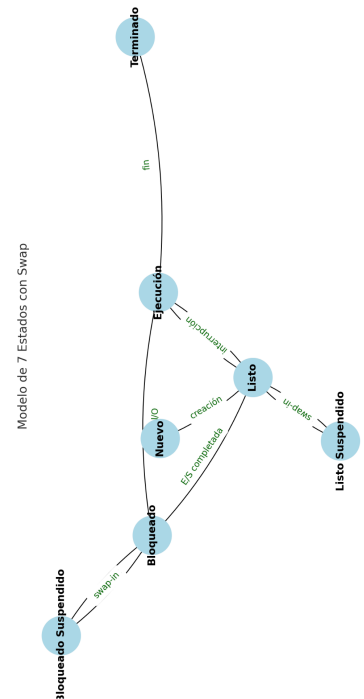 Modelo de 7 Estados con Swap
Bloqueado Suspendido
swap-in
Terminado
fin
Bloqueado
I/O
Ejecución
Nuevo
E/S completada
creación
interrupción
Listo
swap-in
Listo Suspendido